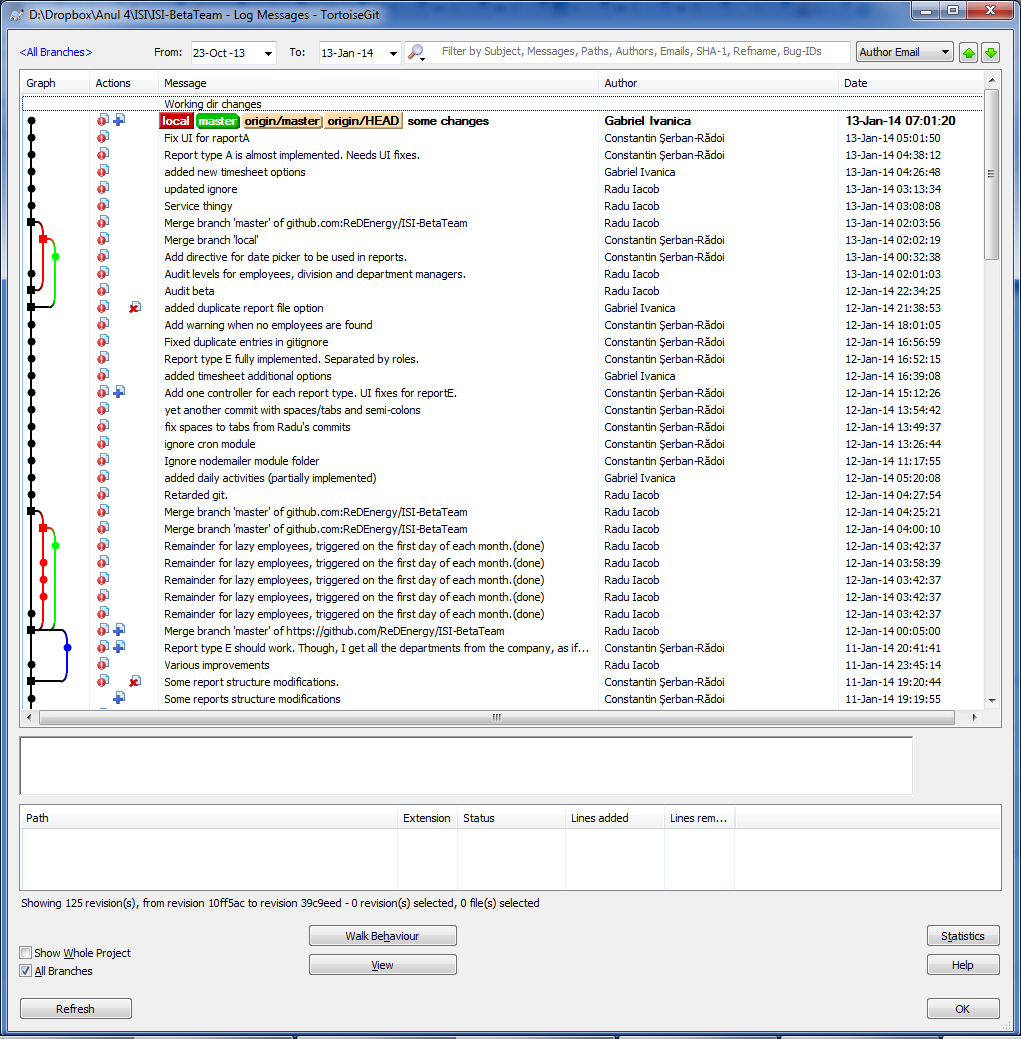 D:\Dropbox\Anul 4\ISI\ISI-BetaTeam - Log Messages - TortoiseGit
<All Branches> From: 23-Oct -13 To: 13-Jan -14 Filter by Subject, Messages, Paths, Authors, Emails, SHA-1, Refname, Bug-IDs Author Email
Graph Actions Message Author Date
Working dir changes
local master origin/master origin/HEAD some changes Gabriel Ivanica 13-Jan-14 07:01:20
Fix UI for raportA Constantin Șerban-Rădoi 13-Jan-14 05:01:50
Report type A is almost implemented. Needs UI fixes. Constantin Șerban-Rădoi 13-Jan-14 04:38:12
added new timesheet options Gabriel Ivanica 13-Jan-14 04:26:48
updated ignore Radu Iacob 13-Jan-14 03:13:34
Service thingy Radu Iacob 13-Jan-14 03:08:08
Merge branch 'master' of github.com:ReDEnergy/ISI-BetaTeam Radu Iacob 13-Jan-14 02:03:56
Merge branch 'local' Constantin Șerban-Rădoi 13-Jan-14 02:02:19
Add directive for date picker to be used in reports. Constantin Șerban-Rădoi 13-Jan-14 00:32:38
Audit levels for employees, division and department managers. Radu Iacob 13-Jan-14 02:01:03
Audit beta Radu Iacob 12-Jan-14 22:34:25
added duplicate report file option Gabriel Ivanica 12-Jan-14 21:38:53
Add warning when no employees are found Constantin Șerban-Rădoi 12-Jan-14 18:01:05
Fixed duplicate entries in gitignore Constantin Șerban-Rădoi 12-Jan-14 16:56:59
Report type E fully implemented. Separated by roles. Constantin Șerban-Rădoi 12-Jan-14 16:52:15
added timesheet additional options Gabriel Ivanica 12-Jan-14 16:39:08
Add one controller for each report type. UI fixes for reportE. Constantin Șerban-Rădoi 12-Jan-14 15:12:26
yet another commit with spaces/tabs and semi-colons Constantin Șerban-Rădoi 12-Jan-14 13:54:42
fix spaces to tabs from Radu's commits Constantin Șerban-Rădoi 12-Jan-14 13:49:37
ignore cron module Constantin Șerban-Rădoi 12-Jan-14 13:26:44
Ignore nodemailer module folder Constantin Șerban-Rădoi 12-Jan-14 11:17:55
added daily activities (partially implemented) Gabriel Ivanica 12-Jan-14 05:20:08
Retarded git. Radu Iacob 12-Jan-14 04:27:54
Merge branch 'master' of github.com:ReDEnergy/ISI-BetaTeam Radu Iacob 12-Jan-14 04:25:21
Merge branch 'master' of github.com:ReDEnergy/ISI-BetaTeam Radu Iacob 12-Jan-14 04:00:10
Remainder for lazy employees, triggered on the first day of each month.(done) Radu Iacob 12-Jan-14 03:42:37
Remainder for lazy employees, triggered on the first day of each month.(done) Radu Iacob 12-Jan-14 03:58:39
Remainder for lazy employees, triggered on the first day of each month.(done) Radu Iacob 12-Jan-14 03:42:37
Remainder for lazy employees, triggered on the first day of each month.(done) Radu Iacob 12-Jan-14 03:42:37
Remainder for lazy employees, triggered on the first day of each month.(done) Radu Iacob 12-Jan-14 03:42:37
Merge branch 'master' of https://github.com/ReDEnergy/ISI-BetaTeam Radu Iacob 12-Jan-14 00:05:00
Report type E should work. Though, I get all the departments from the company, as if... Constantin Șerban-Rădoi 11-Jan-14 20:41:41
Various improvements Radu Iacob 11-Jan-14 23:45:14
Some report structure modifications. Constantin Șerban-Rădoi 11-Jan-14 19:20:44
Some reports structure modifications Constantin Șerban-Rădoi 11-Jan-14 19:19:55
Path Extension Status Lines added Lines rem...
Showing 125 revision(s), from revision 10ff5ac to revision 39c9eed - 0 revision(s) selected, 0 file(s) selected
Walk Behaviour Statistics
Show Whole Project
View Help
All Branches
Refresh OK